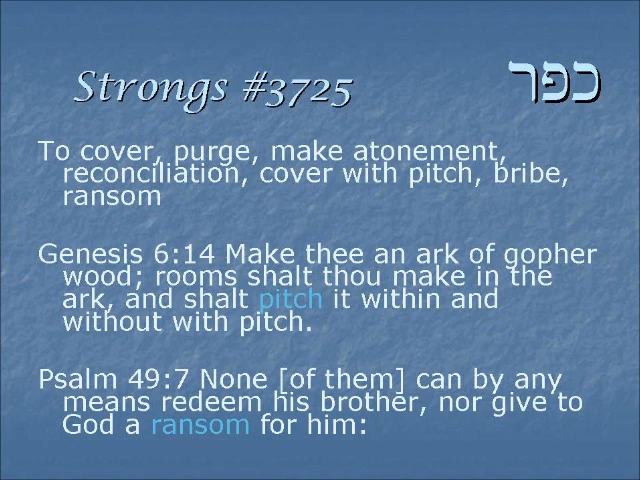 Strongs #3725 כפר
To cover, purge, make atonement,
reconciliation, cover with pitch, bribe,
ransom
Genesis 6:14 Make thee an ark of gopher
wood; rooms shalt thou make in the
ark, and shalt pitch it within and
without with pitch.
Psalm 49:7 None [of them] can by any
means redeem his brother, nor give to
God a ransom for him: